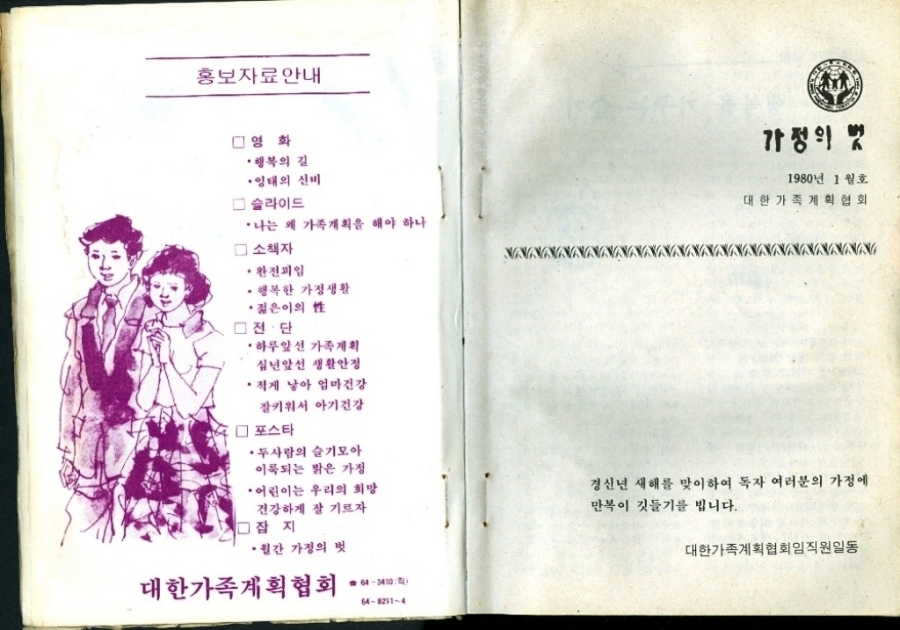 홍보자료안내
□ 영 화
•행복의 길
•잉태의 신비
□ 슬라이드
•나는 왜 가족계획을 해야 하나
□ 소책자
•완전피임
•행복한 가정생활
•젊은이의 性
□ 전 단
•하루앞선 가족계획
십년앞선 생활안정
•적게 낳아 엄마건강
잘키워서 아기건강
□ 포스타
•두사람의 슬기모아
이룩되는 밝은 가정
•어린이는 우리의 희망
건강하게 잘 기르자
□ 잡 지
•월간 가정의 벗
대한가족계획협회 ☎ 64-3410(직)
64-8211~4
가정의 벗
1980년 1월호
대한가족계획협회
경신년 새해를 맞이하여 독자 여러분의 가정에
만복이 깃들기를 빕니다.
대한가족계획협회임직원일동